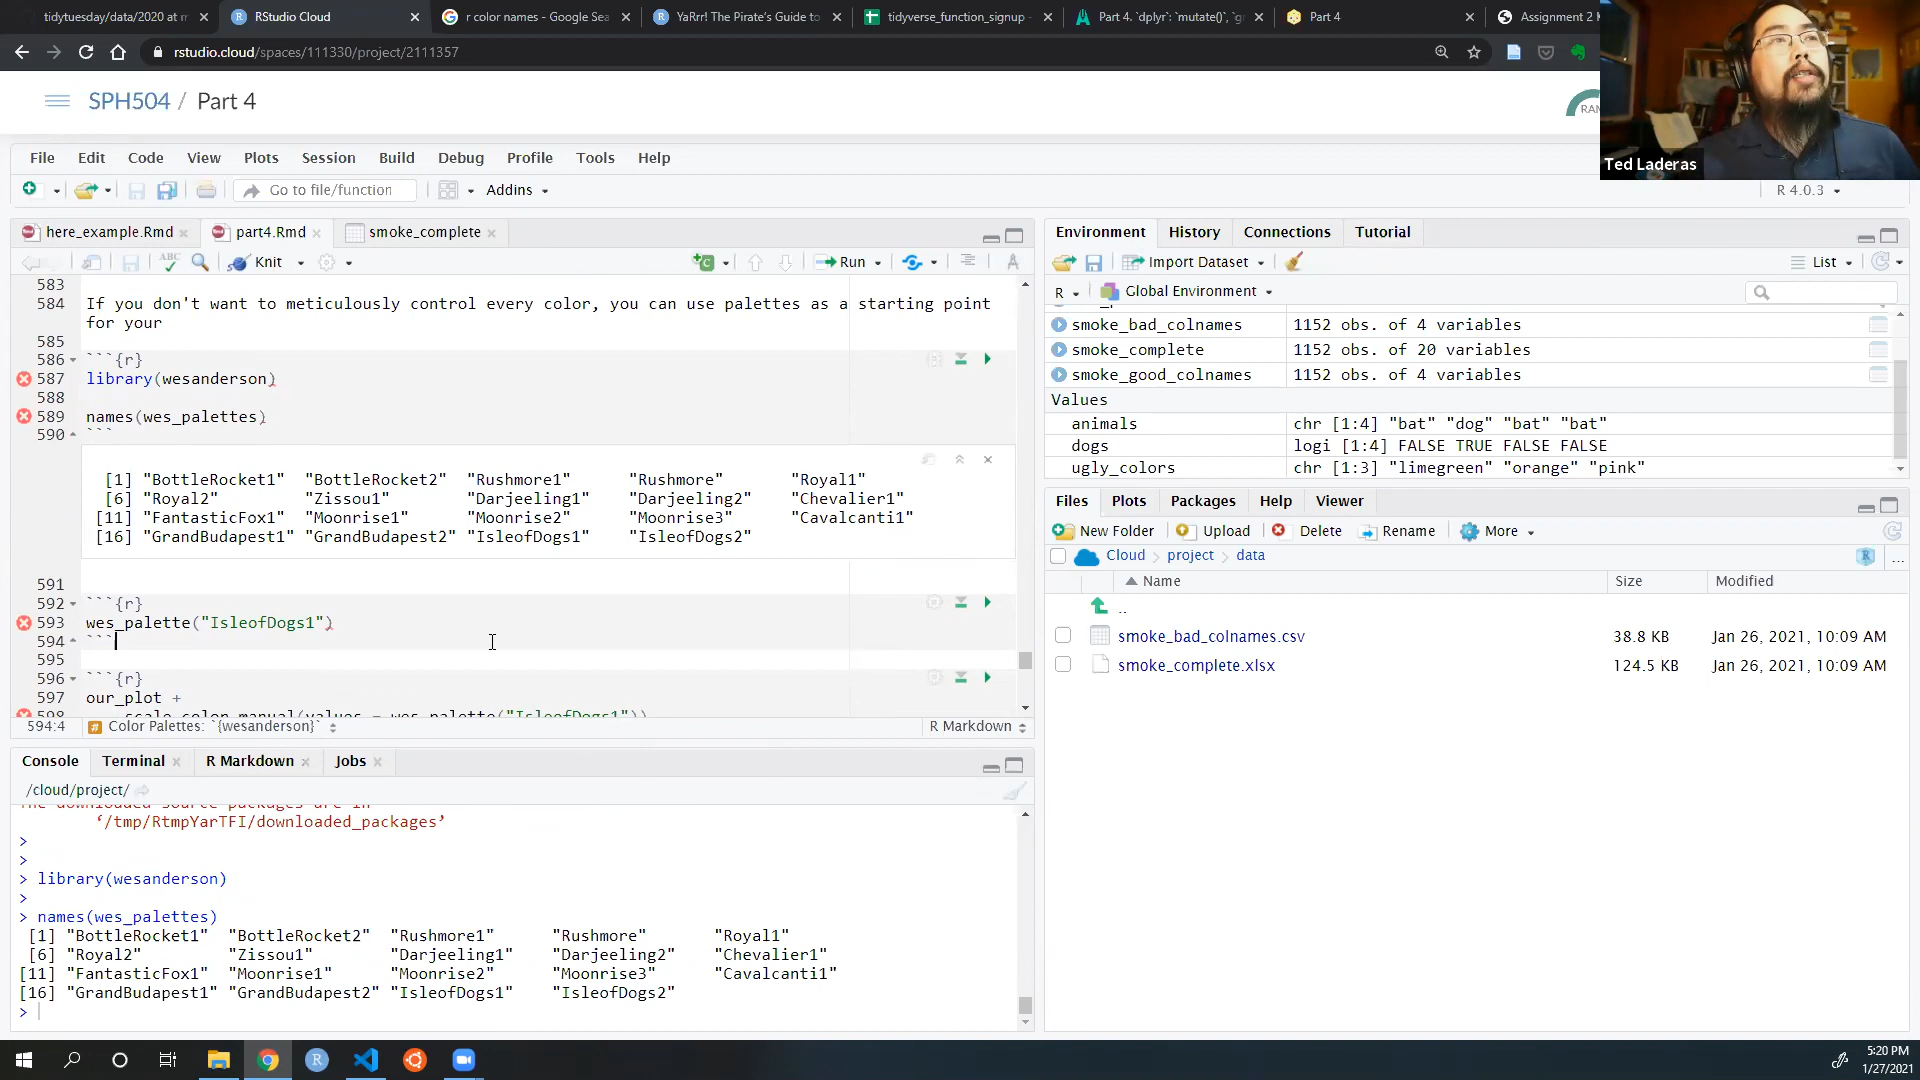 tidytuesday/data/2020 at m
RStudio Cloud
r color names - Google Sea
YaRrr! The Pirate's Guide to
tidyverse_function_signup -
Part 4. `dplyr`: `mutate()`, `g
Part 4
Assignment 2
rstudio.cloud/spaces/111330/project/2111357
SPH504 / Part 4
RAM
Ted Laderas
File Edit Code View Plots Session Build Debug Profile Tools Help
Go to file/function
Addins
R 4.0.3
here_example.Rmd
part4.Rmd
smoke_complete
ABC
Knit
Run
583
584 If you don't want to meticulously control every color, you can use palettes as a starting point
for your
585
586 ```{r}
587 library(wesanderson)
588
589 names(wes_palettes)
590 ```
[1] "BottleRocket1" "BottleRocket2" "Rushmore1" "Rushmore" "Royal1"
[6] "Royal2" "Zissou1" "Darjeeling1" "Darjeeling2" "Chevalier1"
[11] "FantasticFox1" "Moonrise1" "Moonrise2" "Moonrise3" "Cavalcanti1"
[16] "GrandBudapest1" "GrandBudapest2" "IsleofDogs1" "IsleofDogs2"
591
592 ```{r}
593 wes_palette("IsleofDogs1")
594 ```
595
596 ```{r}
597 our_plot +
598 scale_color_manual(values = wes_palette("IsleofDogs1"))
594:4
Color Palettes: `{wesanderson}`
R Markdown
Console Terminal R Markdown Jobs
/cloud/project/
The downloaded source packages are in
‘/tmp/RtmpYarTFI/downloaded_packages’
>
>
> library(wesanderson)
>
> names(wes_palettes)
[1] "BottleRocket1" "BottleRocket2" "Rushmore1" "Rushmore" "Royal1"
[6] "Royal2" "Zissou1" "Darjeeling1" "Darjeeling2" "Chevalier1"
[11] "FantasticFox1" "Moonrise1" "Moonrise2" "Moonrise3" "Cavalcanti1"
[16] "GrandBudapest1" "GrandBudapest2" "IsleofDogs1" "IsleofDogs2"
>
Environment History Connections Tutorial
Import Dataset
List
R
Global Environment
smoke_bad_colnames 1152 obs. of 4 variables
smoke_complete 1152 obs. of 20 variables
smoke_good_colnames 1152 obs. of 4 variables
Values
animals chr [1:4] "bat" "dog" "bat" "bat"
dogs logi [1:4] FALSE TRUE FALSE FALSE
ugly_colors chr [1:3] "limegreen" "orange" "pink"
Files Plots Packages Help Viewer
New Folder Upload Delete Rename More
Cloud project data
...
Name Size Modified
..
smoke_bad_colnames.csv 38.8 KB Jan 26, 2021, 10:09 AM
smoke_complete.xlsx 124.5 KB Jan 26, 2021, 10:09 AM
5:20 PM
1/27/2021